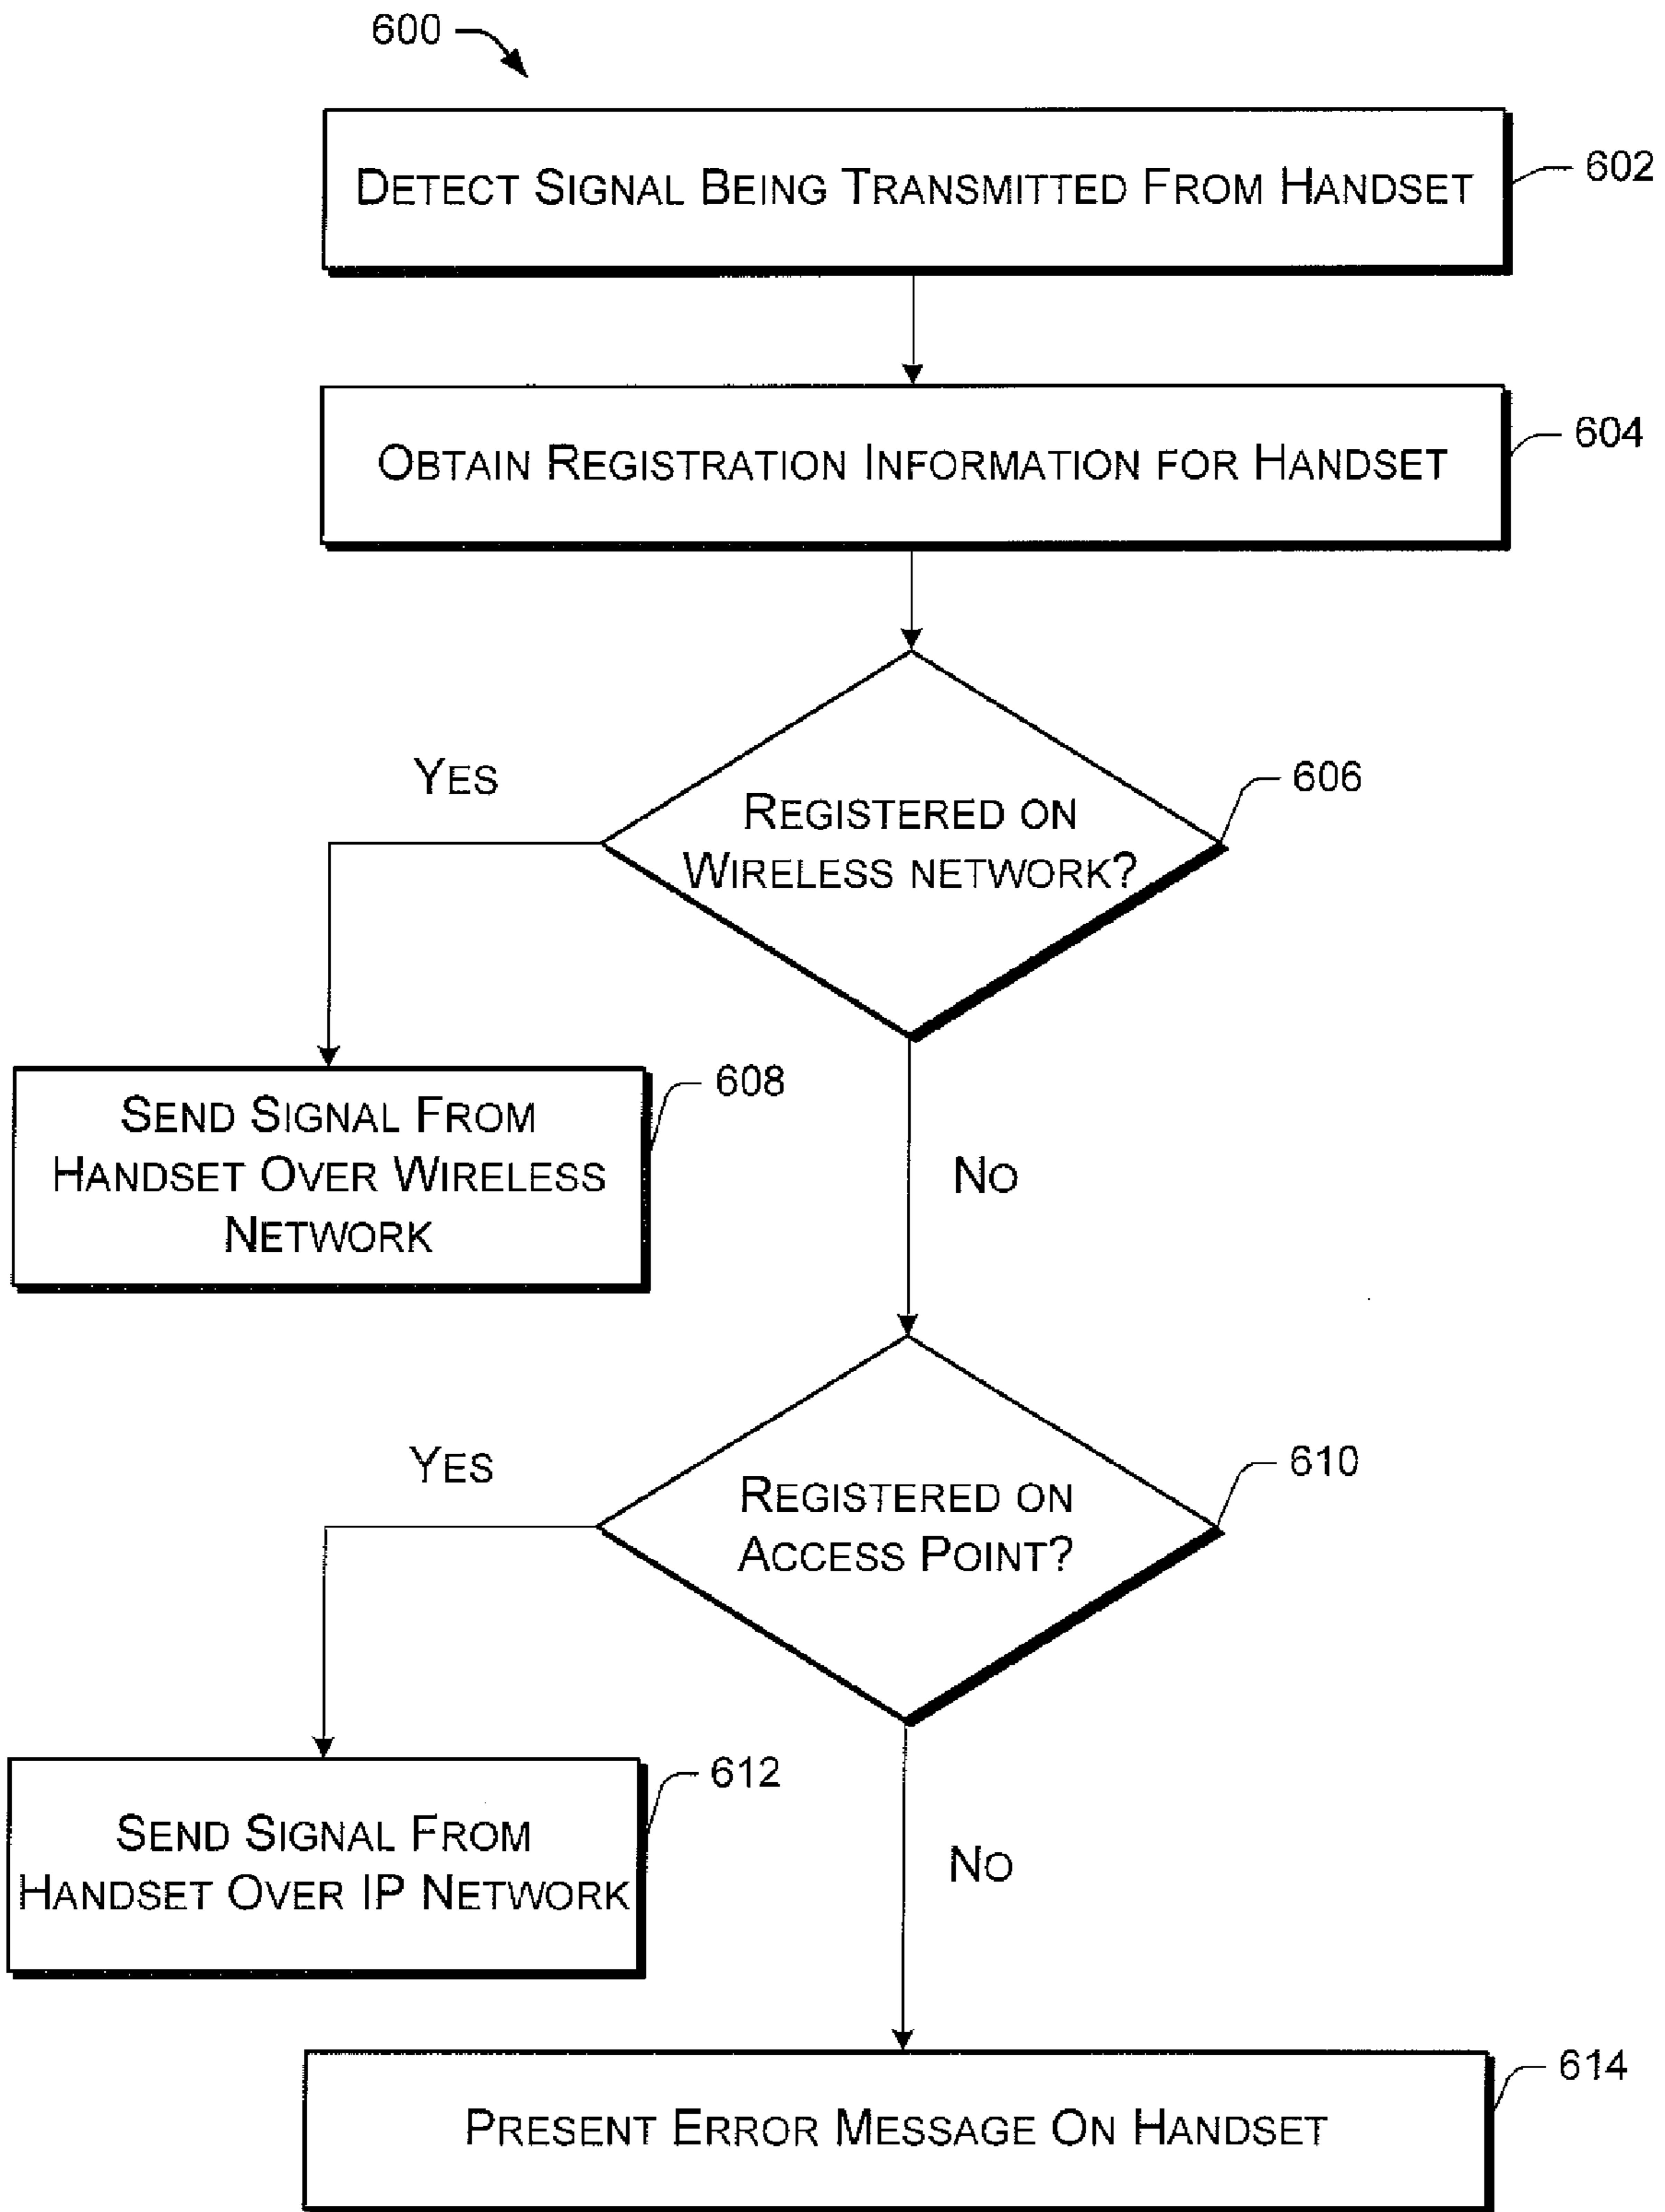 600
DETECT SIGNAL BEING TRANSMITTED FROM HANDSET
602
OBTAIN REGISTRATION INFORMATION FOR HANDSET
604
YES
REGISTERED ON
WIRELESS NETWORK?
606
SEND SIGNAL FROM
HANDSET OVER WIRELESS
NETWORK
608
NO
YES
REGISTERED ON
ACCESS POINT?
610
SEND SIGNAL FROM
HANDSET OVER IP NETWORK
612
NO
PRESENT ERROR MESSAGE ON HANDSET
614